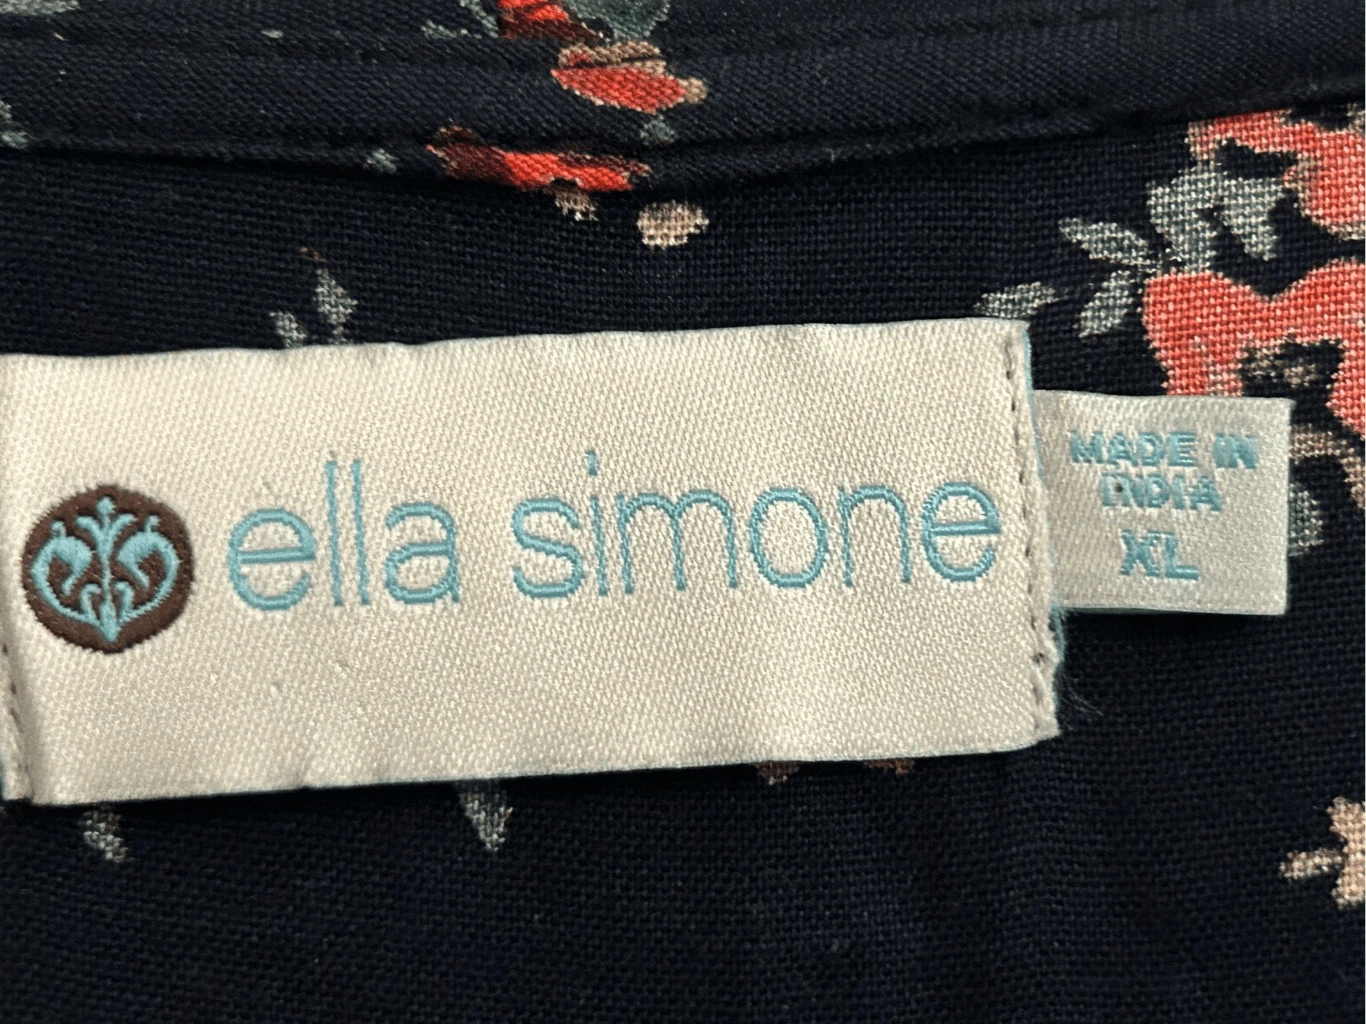 ella simone
MADE IN
INDIA
XL